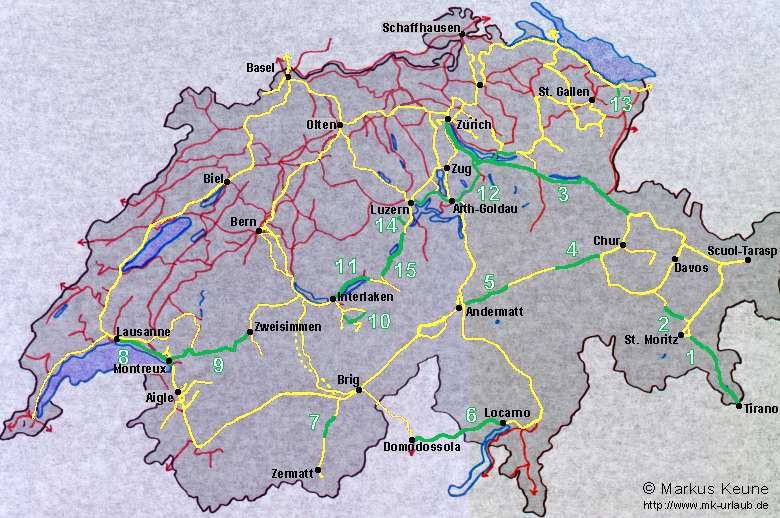 Schaffhausen
Basel
St. Gallen
13
Olten
Zürich
Zug
Biel
12
3
Luzern
Arth-Goldau
14
Bern
Chur
Scuol-Tarasp
4
Davos
11
15
5
Interlaken
Andermatt
10
2
Lausanne
Zweisimmen
St. Moritz
8
9
1
Montreux
Brig
Aigle
7
6
Locarno
Tirano
Domodossola
Zermatt
© Markus Keune
http://www.mk-urlaub.de